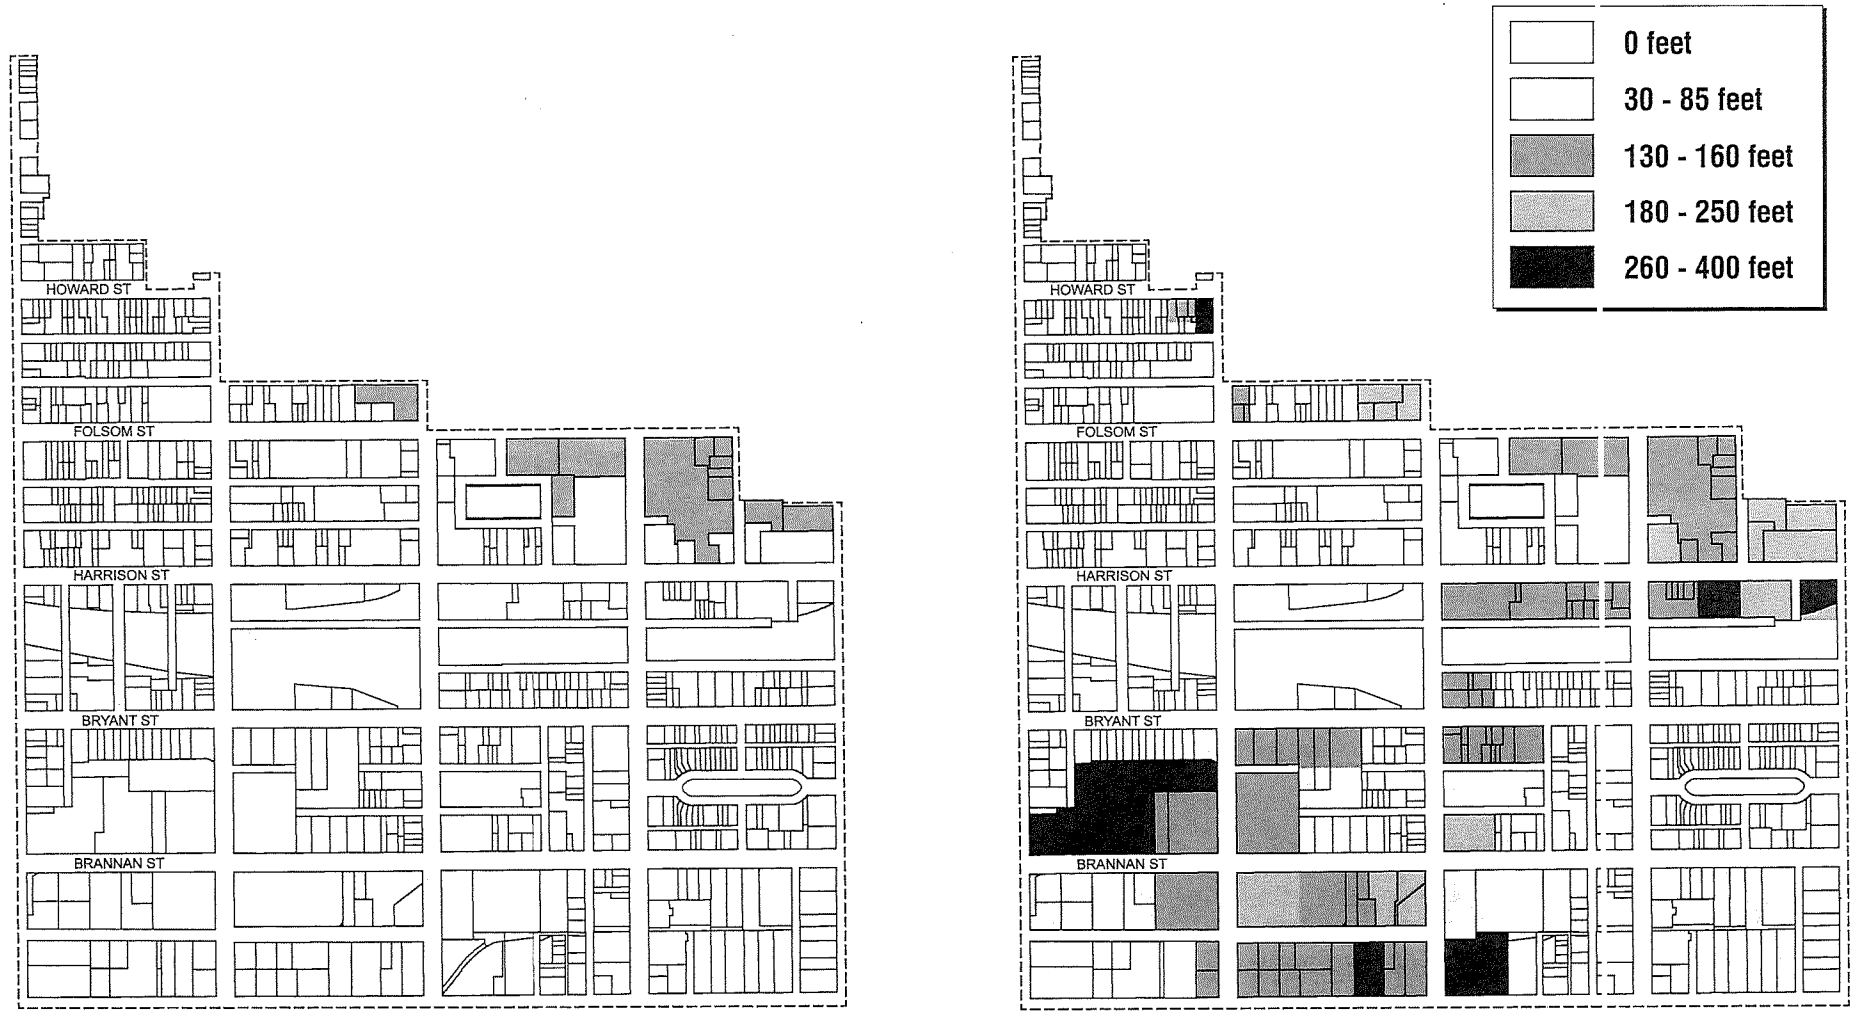 0 feet
30 - 85 feet
130 - 160 feet
180 - 250 feet
260 - 400 feet
HOWARD ST
FOLSOM ST
HARRISON ST
BRYANT ST
BRANNAN ST
HOWARD ST
FOLSOM ST
HARRISON ST
BRYANT ST
BRANNAN ST